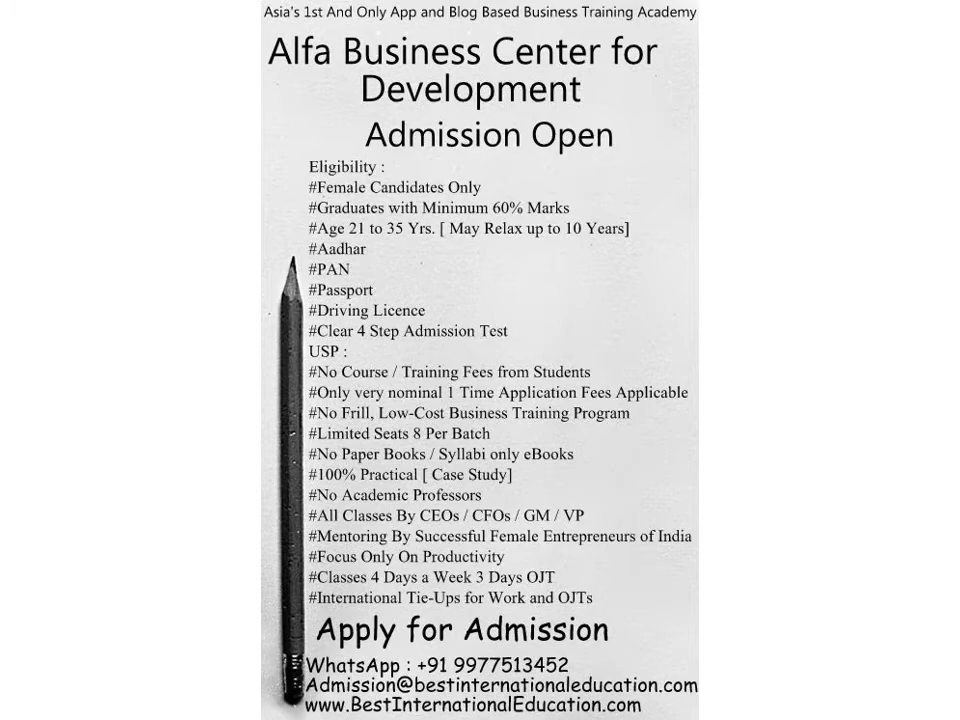 Asia's 1st And Only App and Blog Based Business Training Academy
Alfa Business Center for
Development
Admission Open
Eligibility :
#Female Candidates Only
#Graduates with Minimum 60% Marks
#Age 21 to 35 Yrs. [ May Relax up to 10 Years]
#Aadhar
#PAN
#Passport
#Driving Licence
#Clear 4 Step Admission Test
USP :
#No Course / Training Fees from Students
#Only very nominal 1 Time Application Fees Applicable
#No Frill, Low-Cost Business Training Program
#Limited Seats 8 Per Batch
#No Paper Books / Syllabi only eBooks
#100% Practical [ Case Study]
#No Academic Professors
#All Classes By CEOs / CFOs / GM / VP
#Mentoring By Successful Female Entrepreneurs of India
#Focus Only On Productivity
#Classes 4 Days a Week 3 Days OJT
#International Tie-Ups for Work and OJTs
Apply for Admission
WhatsApp : +91 9977513452
Admission@bestinternationaleducation.com
www.BestInternationalEducation.com